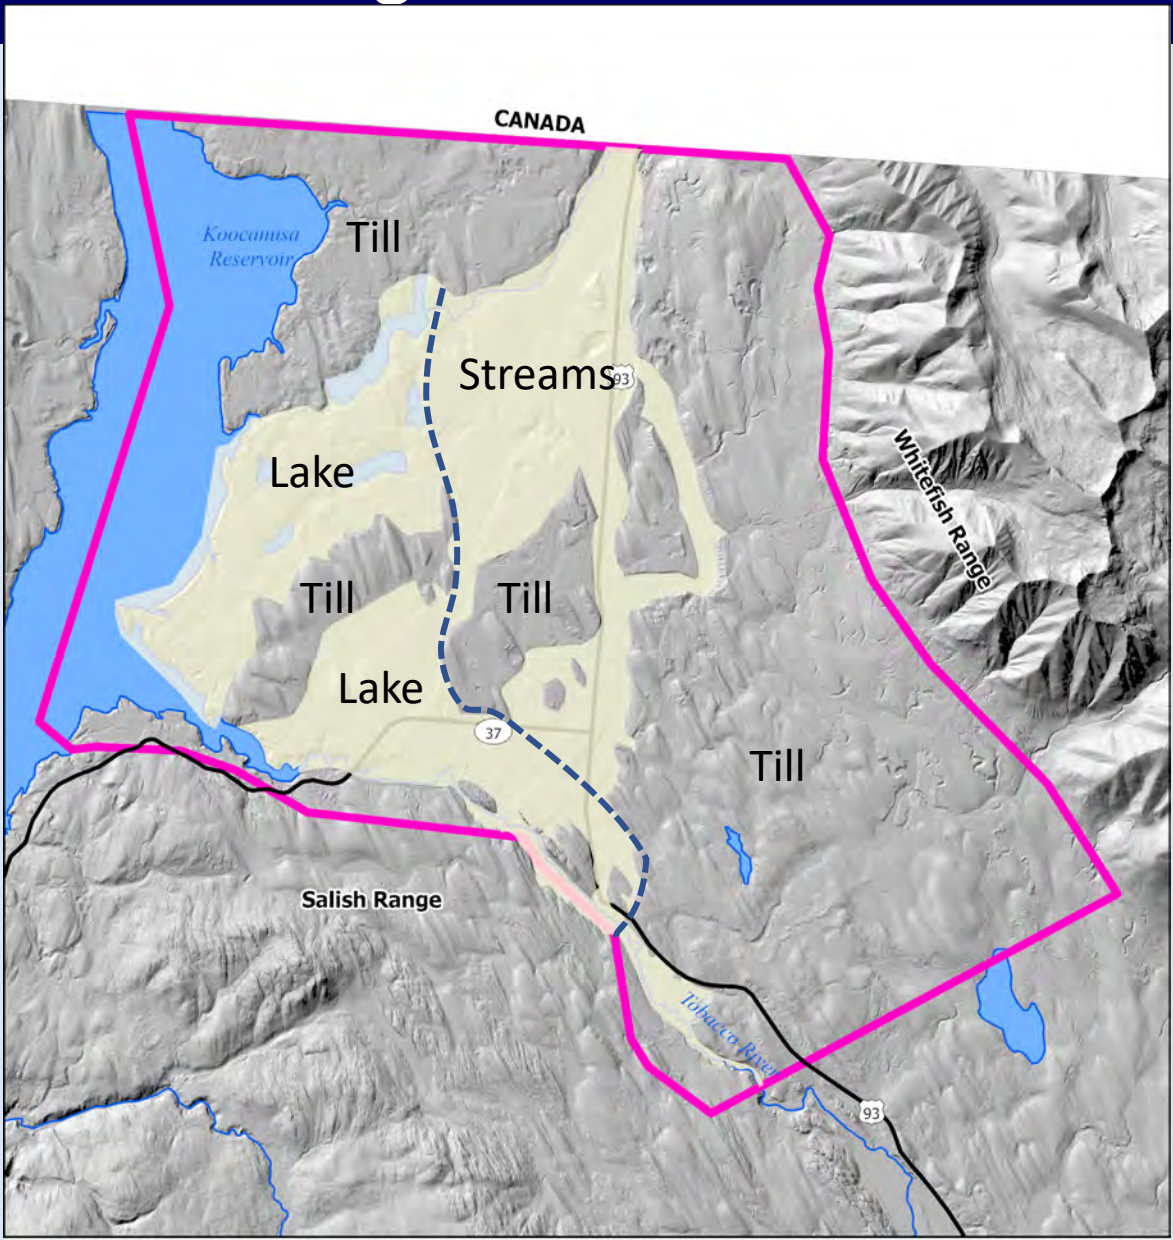 CANADA
Koocanusa
Reservoir
Till
Streams
93
Lake
Whitefish Range
Till
Till
Lake
37
Till
Salish Range
Tobacco River
93